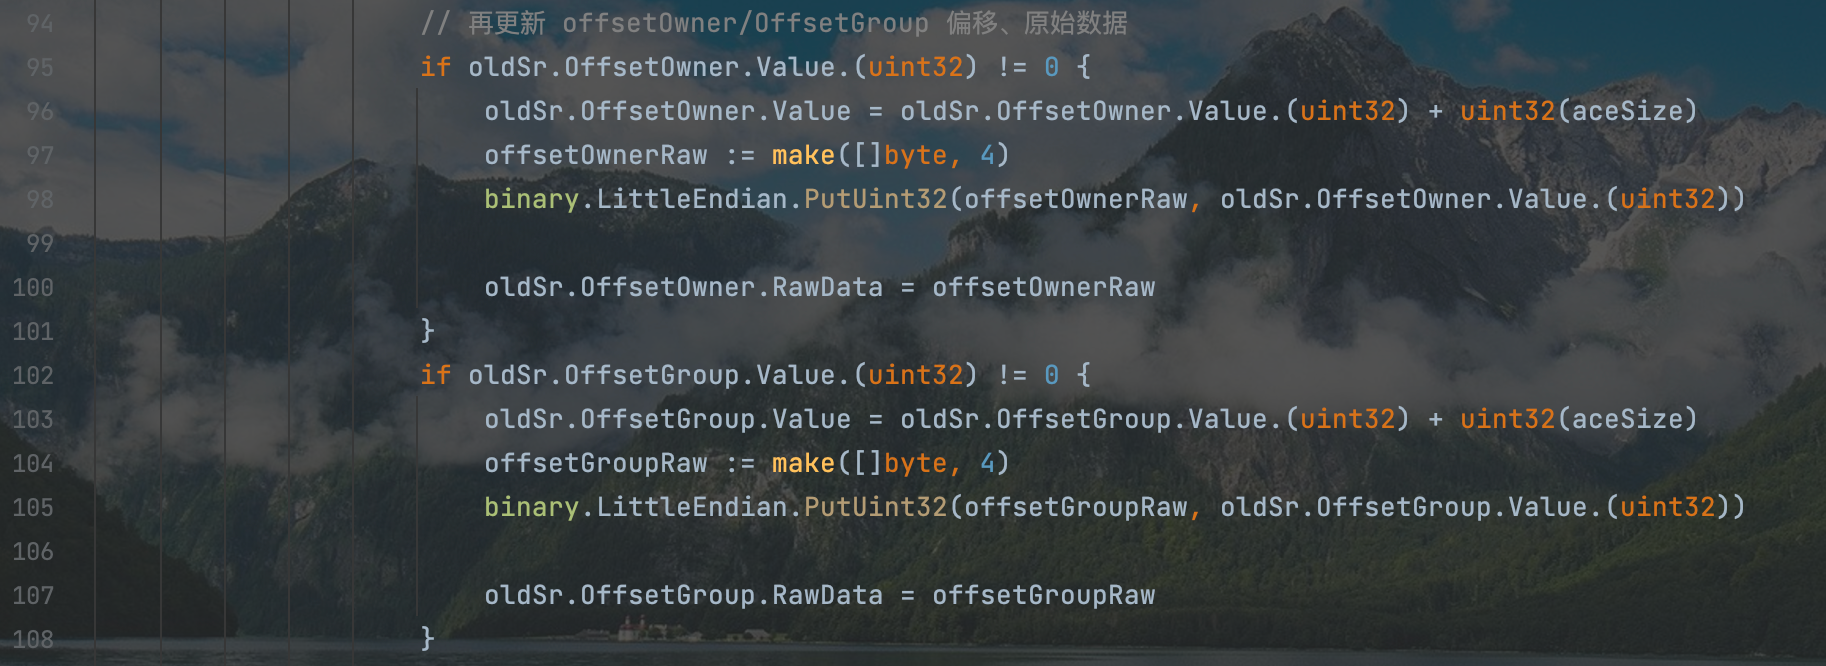 94 // 再更新 offsetOwner/OffsetGroup 偏移、原始数据
95 if oldSr.OffsetOwner.Value.(uint32) != 0 {
96 oldSr.OffsetOwner.Value = oldSr.OffsetOwner.Value.(uint32) + uint32(aceSize)
97 offsetOwnerRaw := make([]byte, 4)
98 binary.LittleEndian.PutUint32(offsetOwnerRaw, oldSr.OffsetOwner.Value.(uint32))
99
100 oldSr.OffsetOwner.RawData = offsetOwnerRaw
101 }
102 if oldSr.OffsetGroup.Value.(uint32) != 0 {
103 oldSr.OffsetGroup.Value = oldSr.OffsetGroup.Value.(uint32) + uint32(aceSize)
104 offsetGroupRaw := make([]byte, 4)
105 binary.LittleEndian.PutUint32(offsetGroupRaw, oldSr.OffsetGroup.Value.(uint32))
106
107 oldSr.OffsetGroup.RawData = offsetGroupRaw
108 }